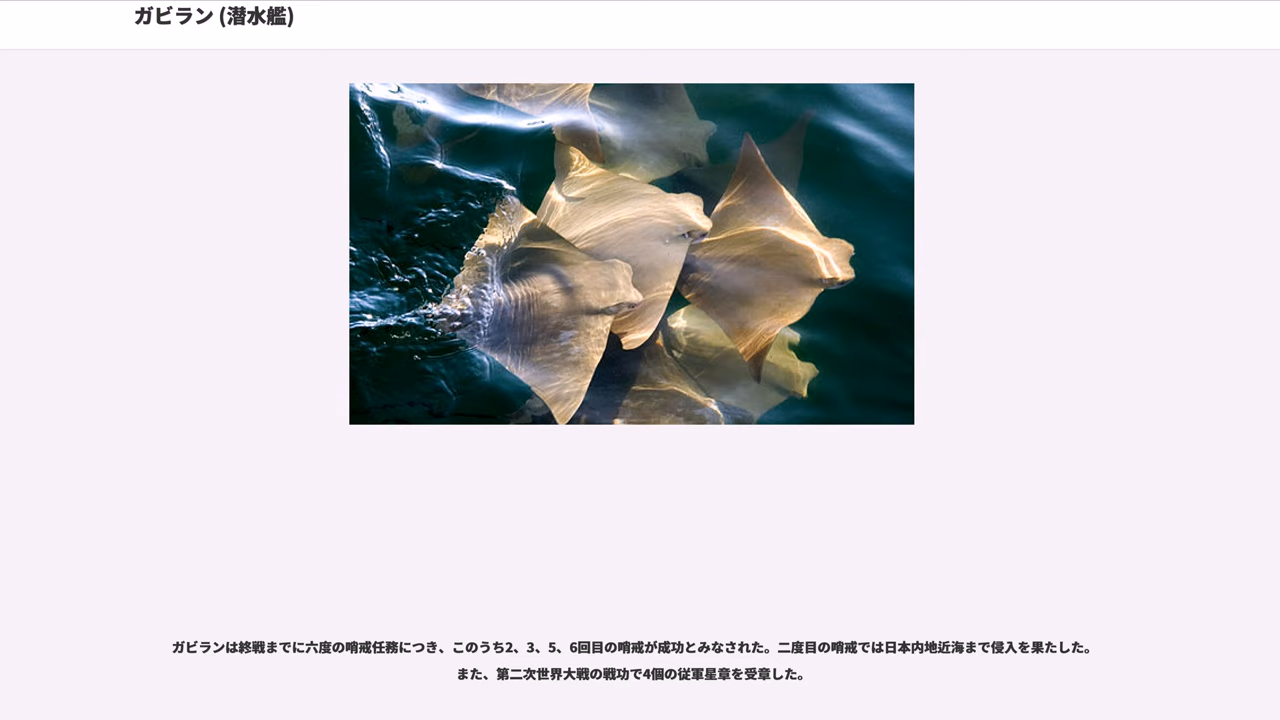 ガビラン (潜水艦)
ガビランは終戦までに六度の哨戒任務につき、このうち2、3、5、6回目の哨戒が成功とみなされた。二度目の哨戒では日本内地近海まで侵入を果たした。
また、第二次世界大戦の戦功で4個の従軍星章を受章した。